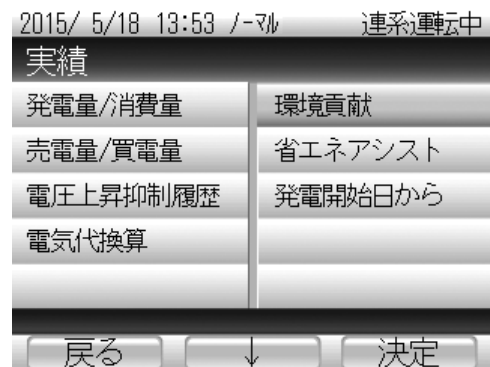 2015/ 5/18 13:53 ノーマル 連系運転中
実績
発電量/消費量 環境貢献
売電量/買電量 省エネアシスト
電圧上昇抑制履歴 発電開始日から
電気代換算
戻る ↓ 決定